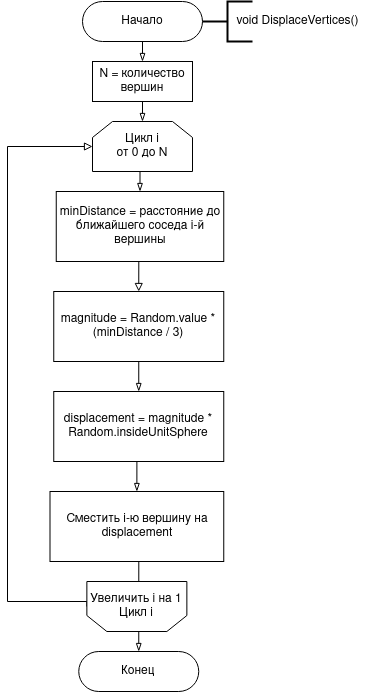 Начало
void DisplaceVertices()
N = количество
вершин
Цикл i
от 0 до N
minDistance = расстояние до
ближайшего соседа i-й
вершины
magnitude = Random.value *
(minDistance / 3)
displacement = magnitude *
Random.insideUnitSphere
Сместить i-ю вершину на
displacement
Увеличить i на 1
Цикл i
Конец